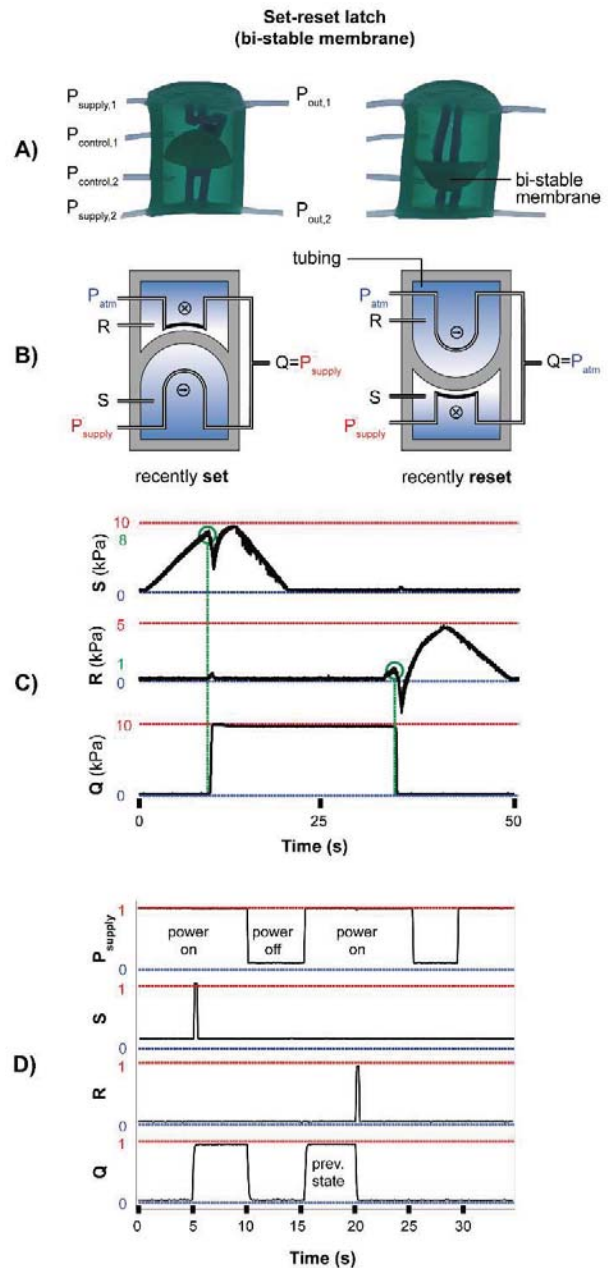 Set-reset latch
(bi-stable membrane)
A)
Psupply,1
Pcontrol,1
Pcontrol,2
Psupply,2
Pout,1
Pout,2
bi-stable
membrane
B)
tubing
Patm
R
S
Psupply
Q=Psupply
recently set
Patm
R
S
Psupply
Q=Patm
recently reset
C)
S (kPa)
10
8
0
R (kPa)
5
1
0
Q (kPa)
10
0
0 25 50
Time (s)
D)
Psupply
1
0
power
on
power
off
power
on
S
1
0
R
1
0
Q
1
0
prev.
state
0 5 10 15 20 25 30
Time (s)